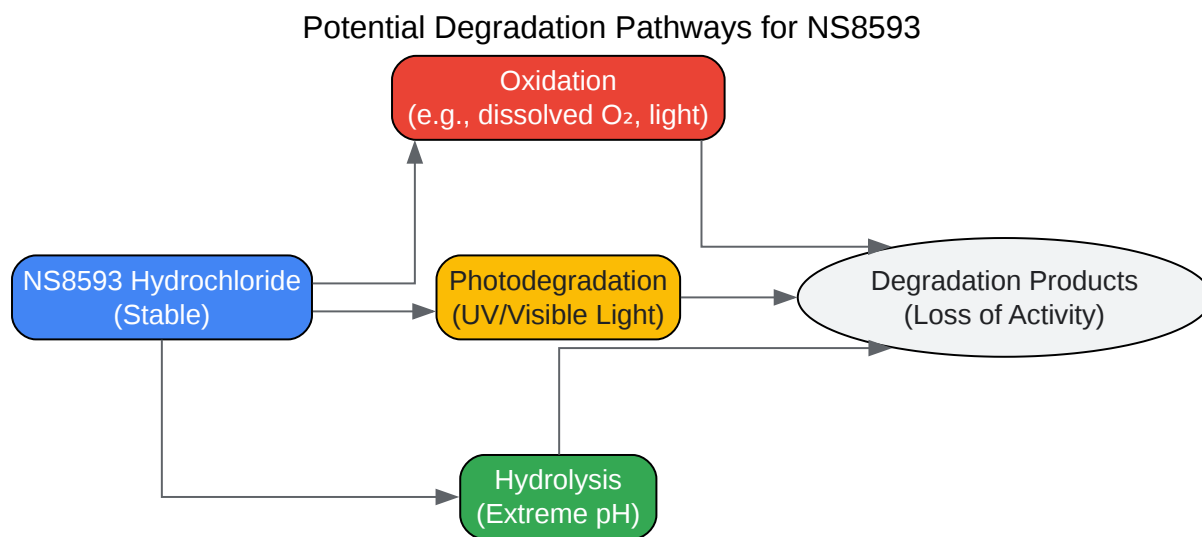 Potential Degradation Pathways for NS8593
Oxidation
(e.g., dissolved O₂, light)
NS8593 Hydrochloride
(Stable)
Photodegradation
(UV/Visible Light)
Degradation Products
(Loss of Activity)
Hydrolysis
(Extreme pH)